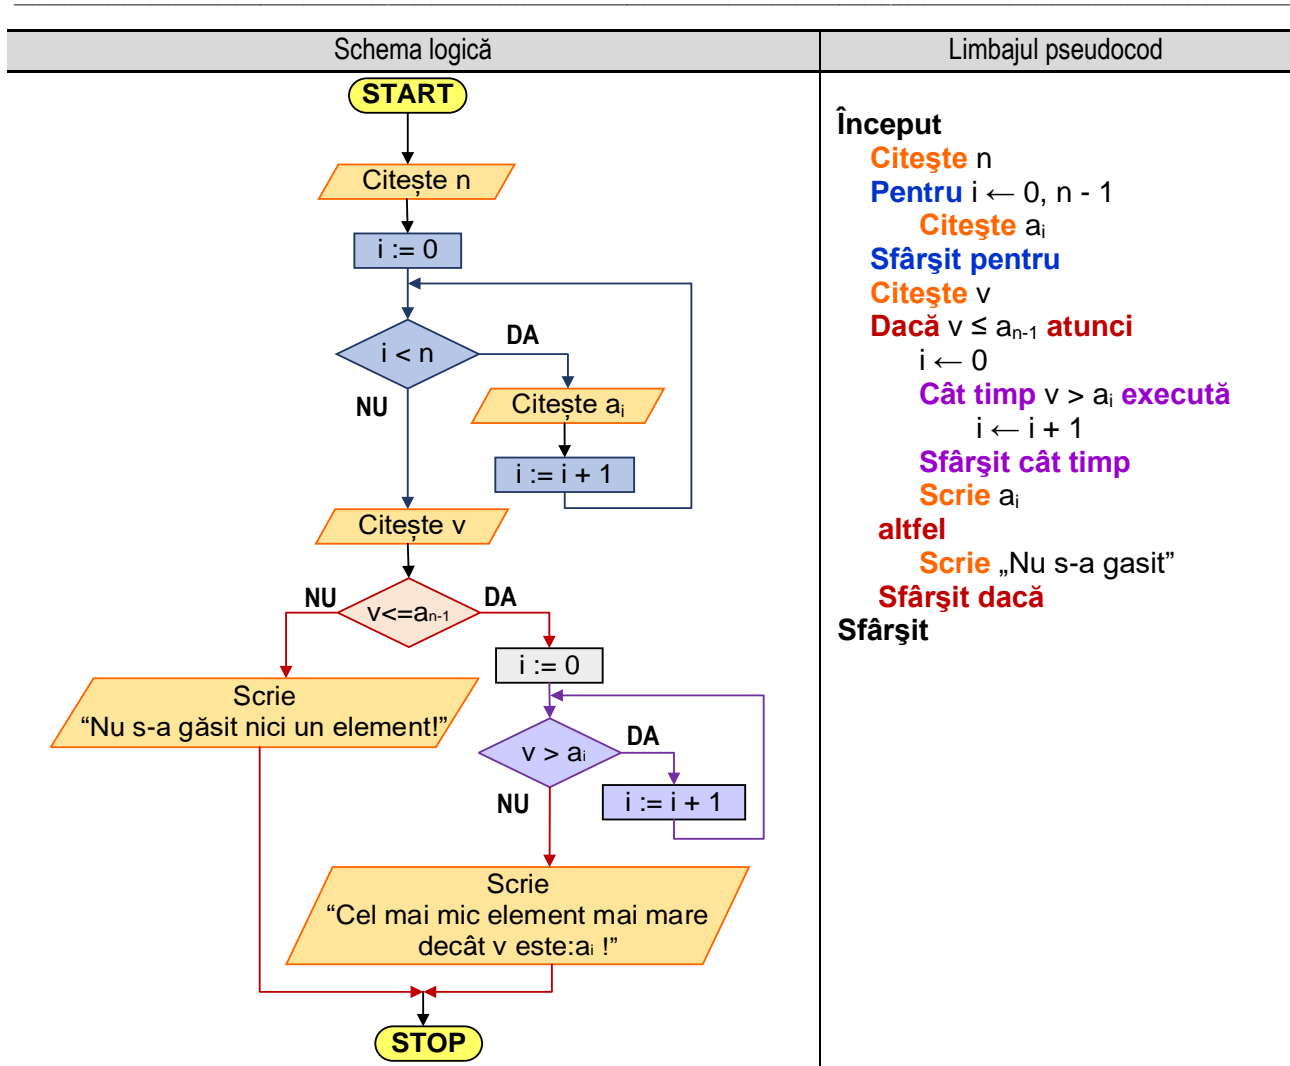 Schema logică
Limbajul pseudocod
START
Citește n
i := 0
i < n
DA
NU
Citește ai
i := i + 1
Citește v
NU
DA
v<=an-1
i := 0
Scrie
“Nu s-a găsit nici un element!”
v > ai
DA
NU
i := i + 1
Scrie
“Cel mai mic element mai mare
decât v este:ai !”
STOP
Început
Citeşte n
Pentru i ← 0, n - 1
Citeşte ai
Sfârşit pentru
Citeşte v
Dacă v ≤ an-1 atunci
i ← 0
Cât timp v > ai execută
i ← i + 1
Sfârşit cât timp
Scrie ai
altfel
Scrie „Nu s-a gasit”
Sfârşit dacă
Sfârşit